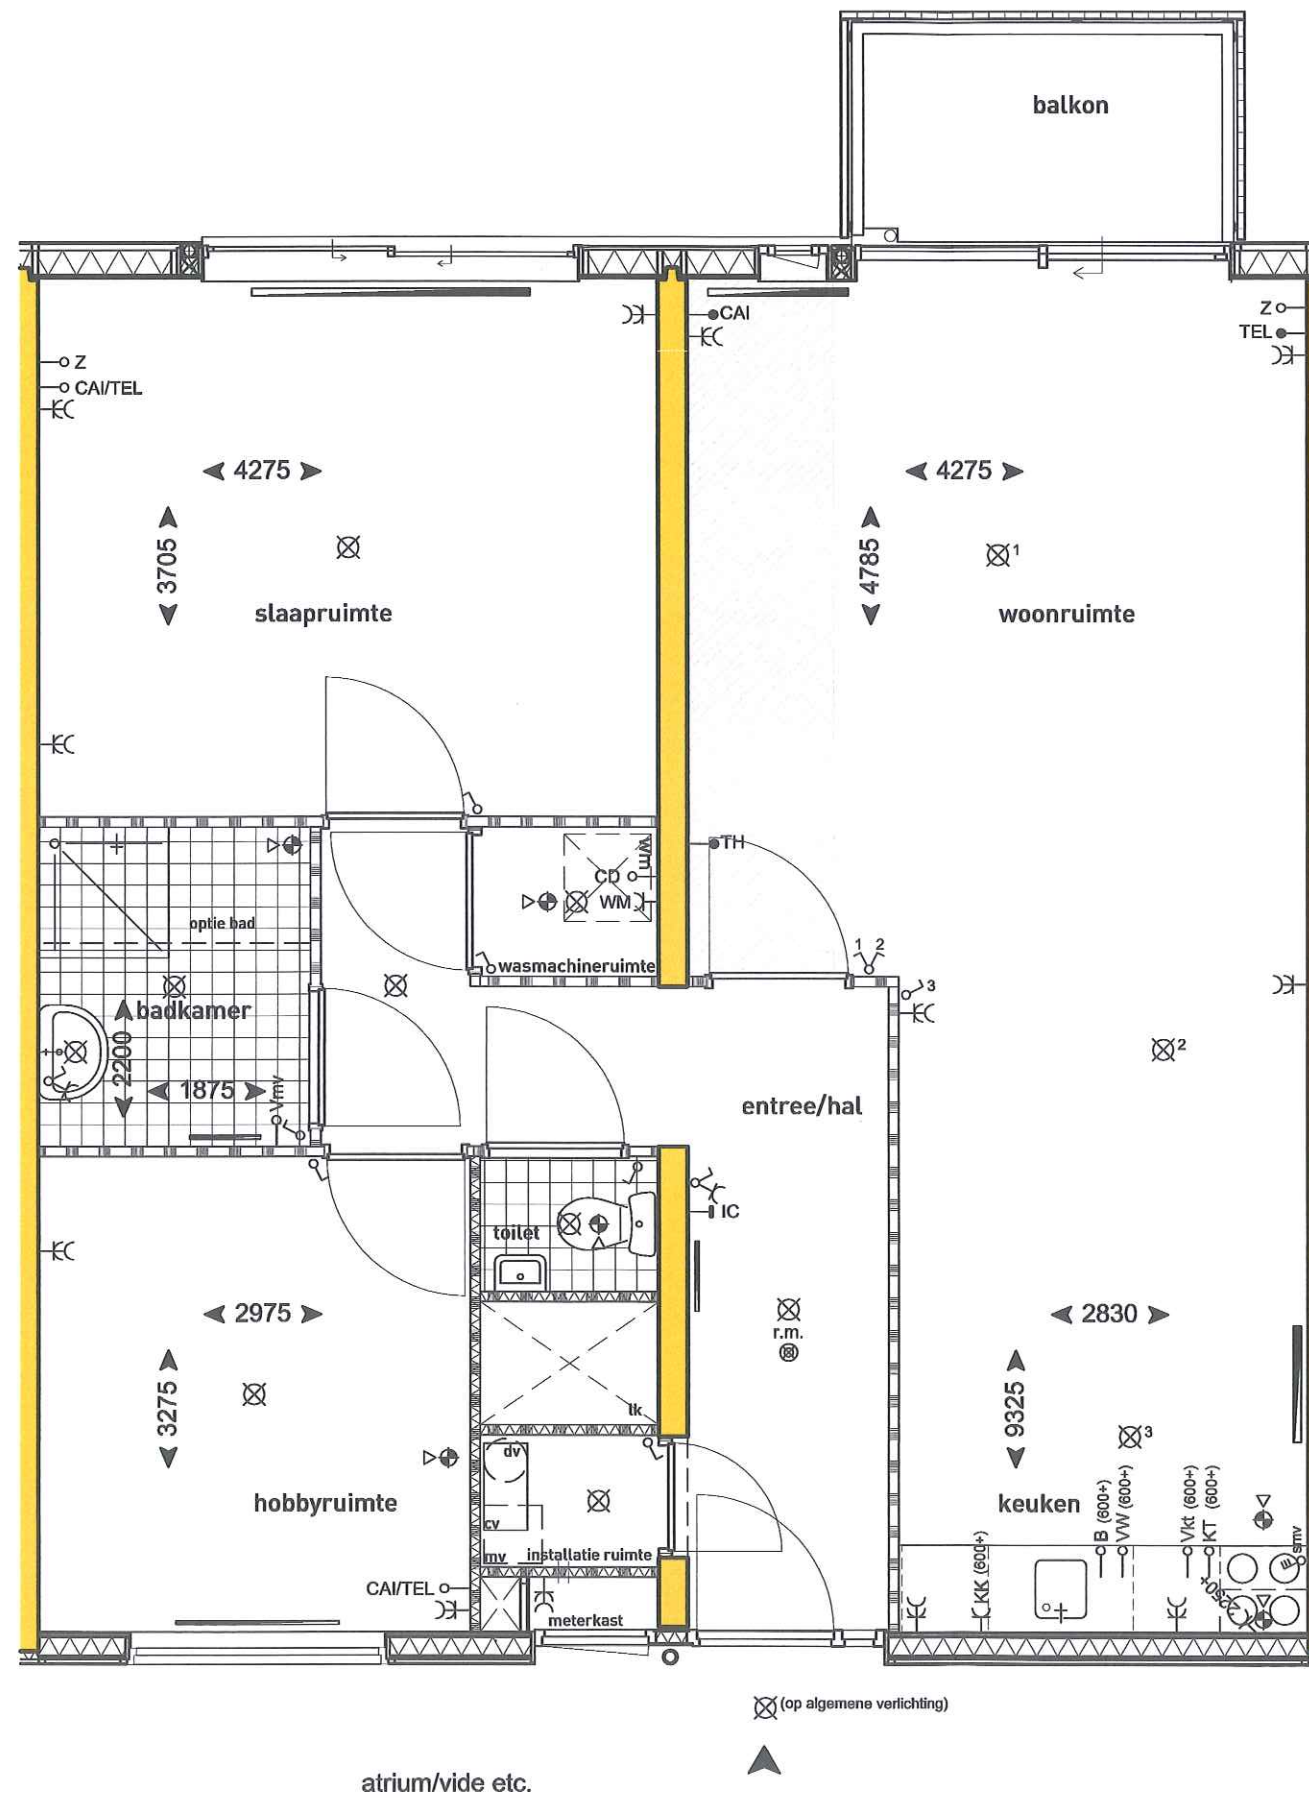 balkon
CAI
Z
TEL
Z
CAI/TEL
4275
4275
3705
4785
1
slaapruimte
woonruimte
TH
Wm
CD
WM
optie bad
wasmachineruimte
1 2
3
badkamer
2200
2
1875
Vmv
entree/hal
IC
toilet
2975
r.m.
2830
3275
9325
lk
3
dv
hobbyruimte
keuken
B (600+)
VW (600+)
Vkt (600+)
KT (600+)
cv
mv
installatie ruimte
KK (600+)
E
smv
2250+
CAI/TEL
meterkast
(op algemene verlichting)
atrium/vide etc.